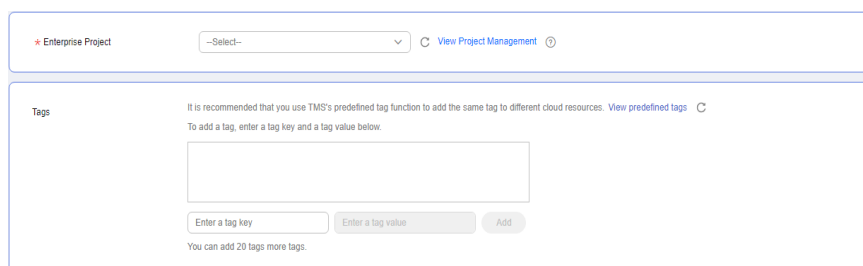 * Enterprise Project --Select-- View Project Management ?
Tags It is recommended that you use TMS's predefined tag function to add the same tag to different cloud resources. View predefined tags
To add a tag, enter a tag key and a tag value below.
Enter a tag key Enter a tag value Add
You can add 20 tags more tags.